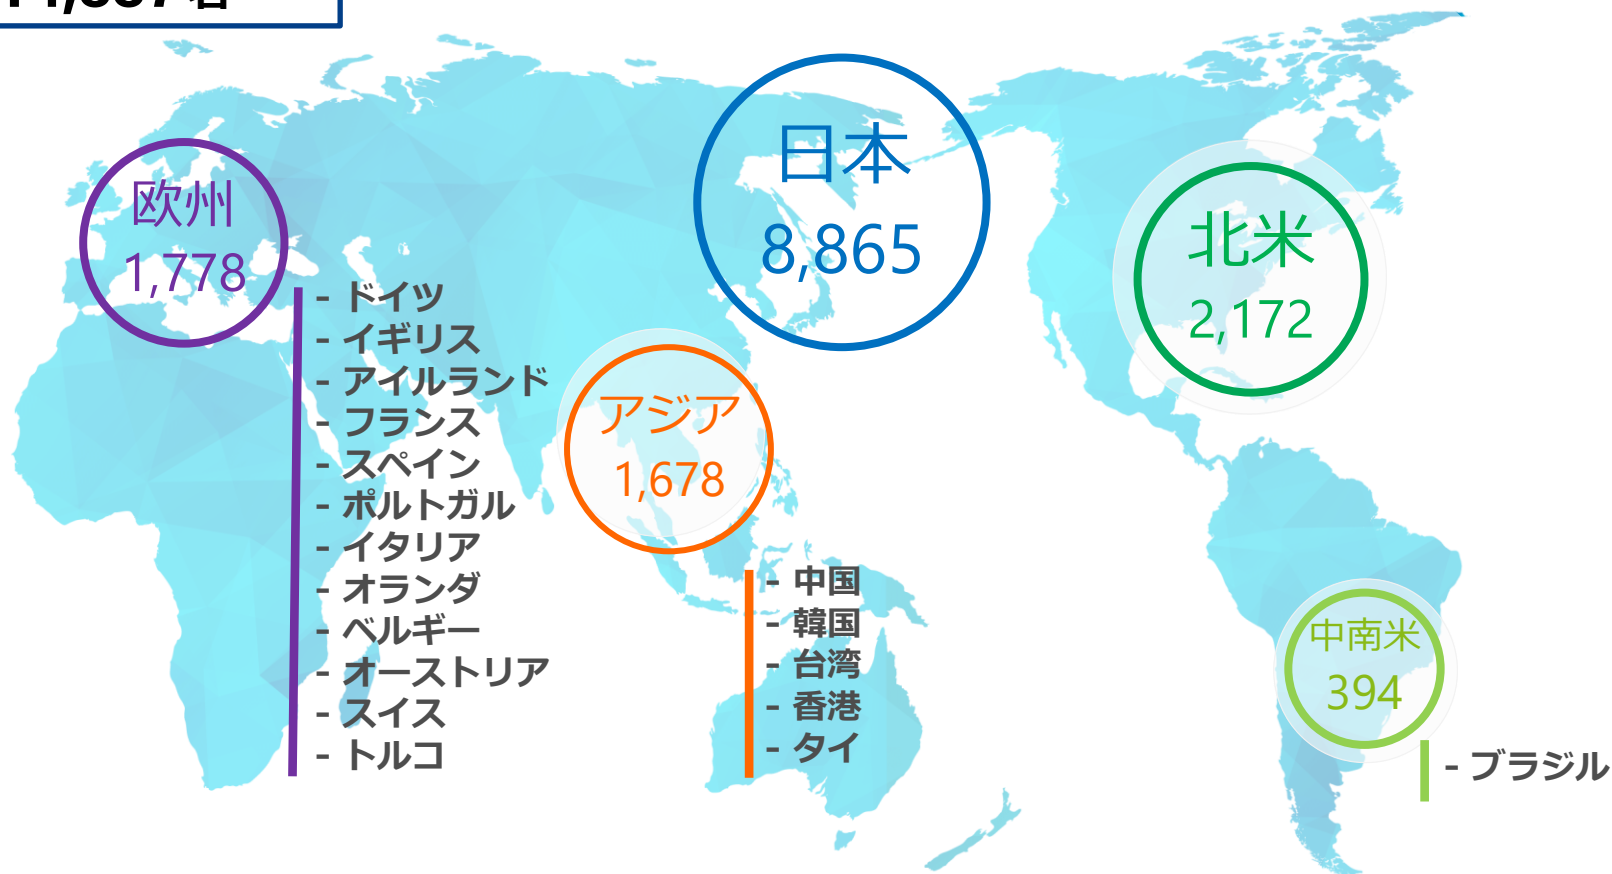 欧州
1,778
- ドイツ
- イギリス
- アイルランド
- フランス
- スペイン
- ポルトガル
- イタリア
- オランダ
- ベルギー
- オーストリア
- スイス
- トルコ
日本
8,865
アジア
1,678
- 中国
- 韓国
- 台湾
- 香港
- タイ
北米
2,172
中南米
394
- ブラジル